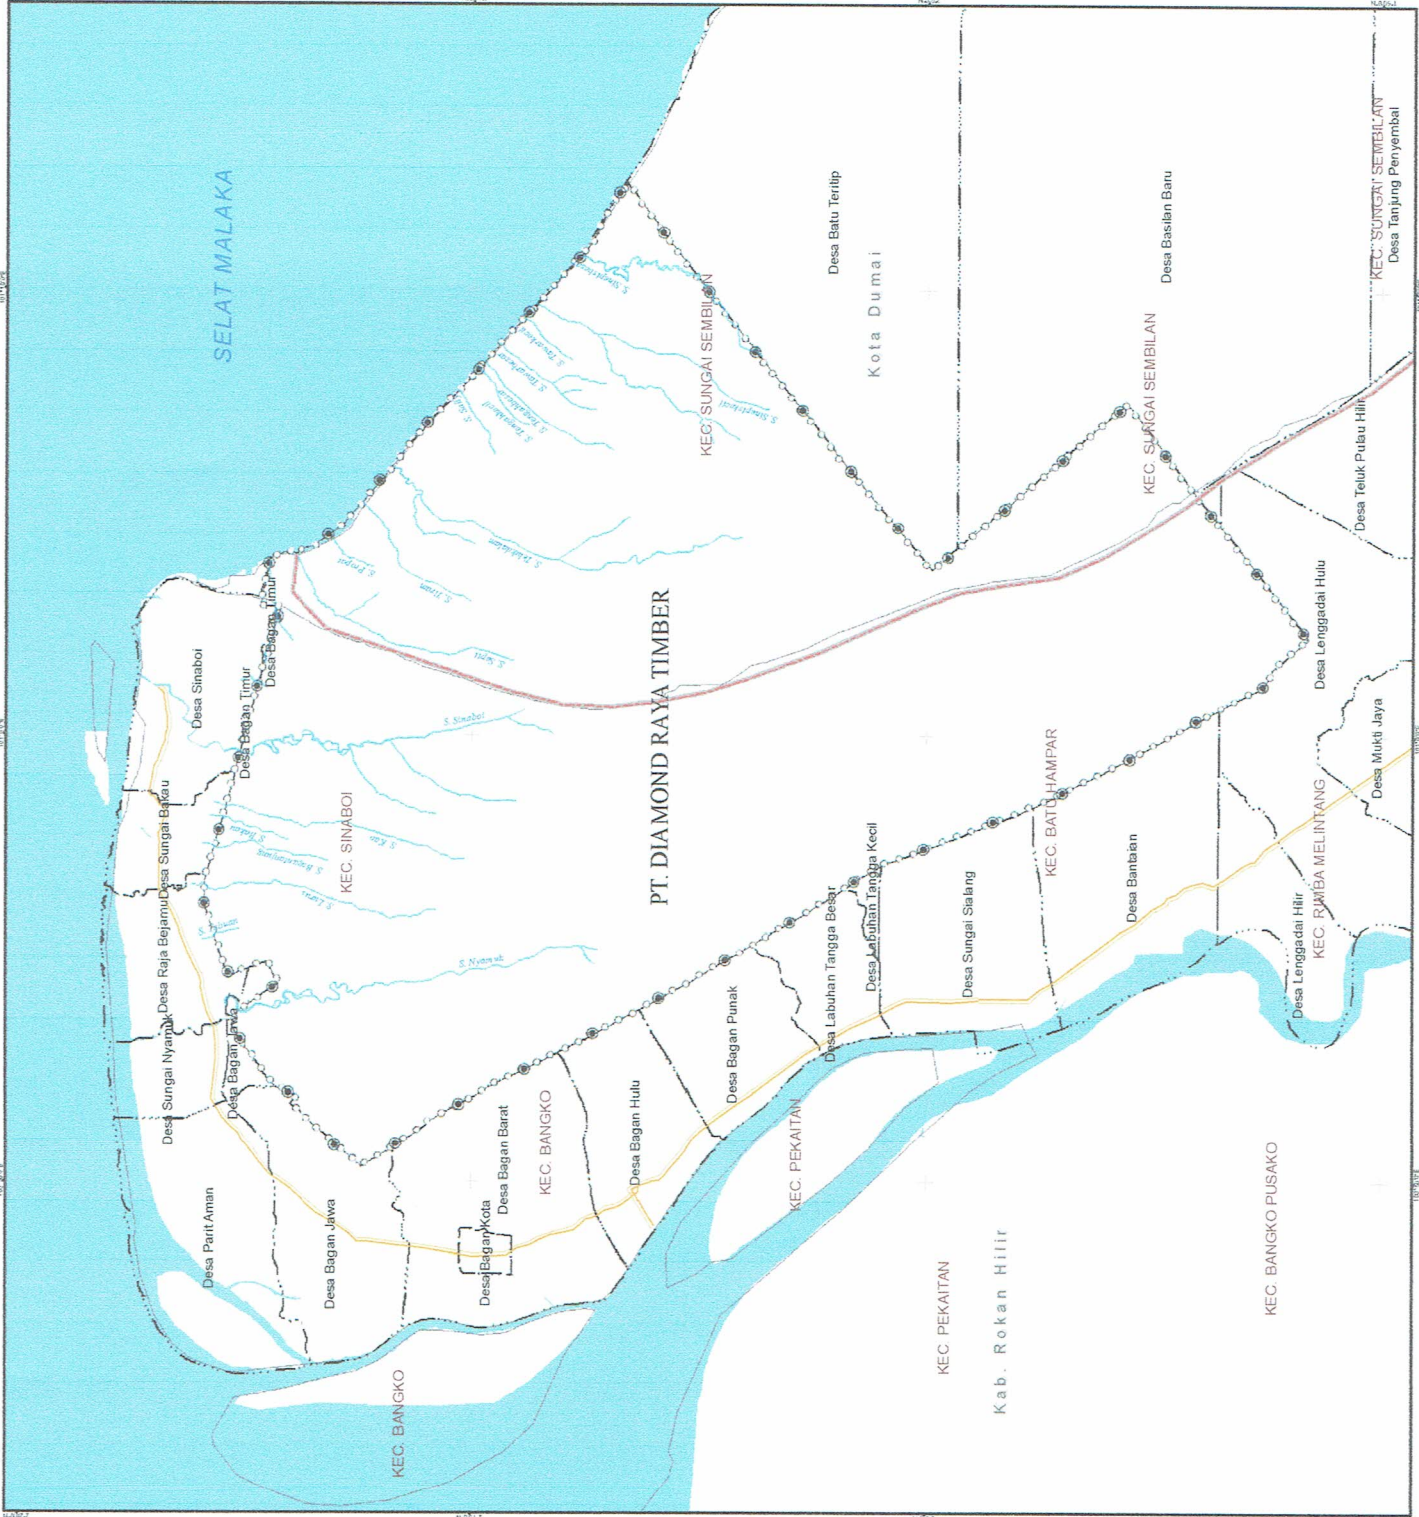 SELAT MALAKA
KEC. SUNGAI SEMBILAN
Desa Batu Teritip
Kota Dumai
Desa Basilan Baru
KEC. SUNGAI SEMBILAN
KEC. SUNGAI SEMBILAN
Desa Tanjung Penyembal
Desa Teluk Pulau Hilir
Desa Lenggadai Hulu
Desa Mukti Jaya
KEC. RIMBA MELINTANG
Desa Lenggadai Hilir
Desa Sinaboi
Desa Bagan Timur
Desa Bagan Timur
Desa Sungai Bakau
Desa Raja Bejamu
Desa Sungai Nyamuk
Desa Bagan Jawa
KEC. SINABOI
PT. DIAMOND RAYA TIMBER
KEC. BATU HAMPAR
Desa Bantaian
Desa Sungai Sialang
Desa Labuhan Tangga Kecil
Desa Labuhan Tangga Besar
Desa Bagan Punak
Desa Bagan Hulu
KEC. BANGKO
Desa Bagan Barat
Desa Bagan Kota
Desa Bagan Jawa
Desa Parit Aman
KEC. BANGKO
KEC. PEKAITAN
KEC. PEKAITAN
Kab. Rokan Hilir
KEC. BANGKO PUSAKO
S. Sinaboi
S. Nyamuk